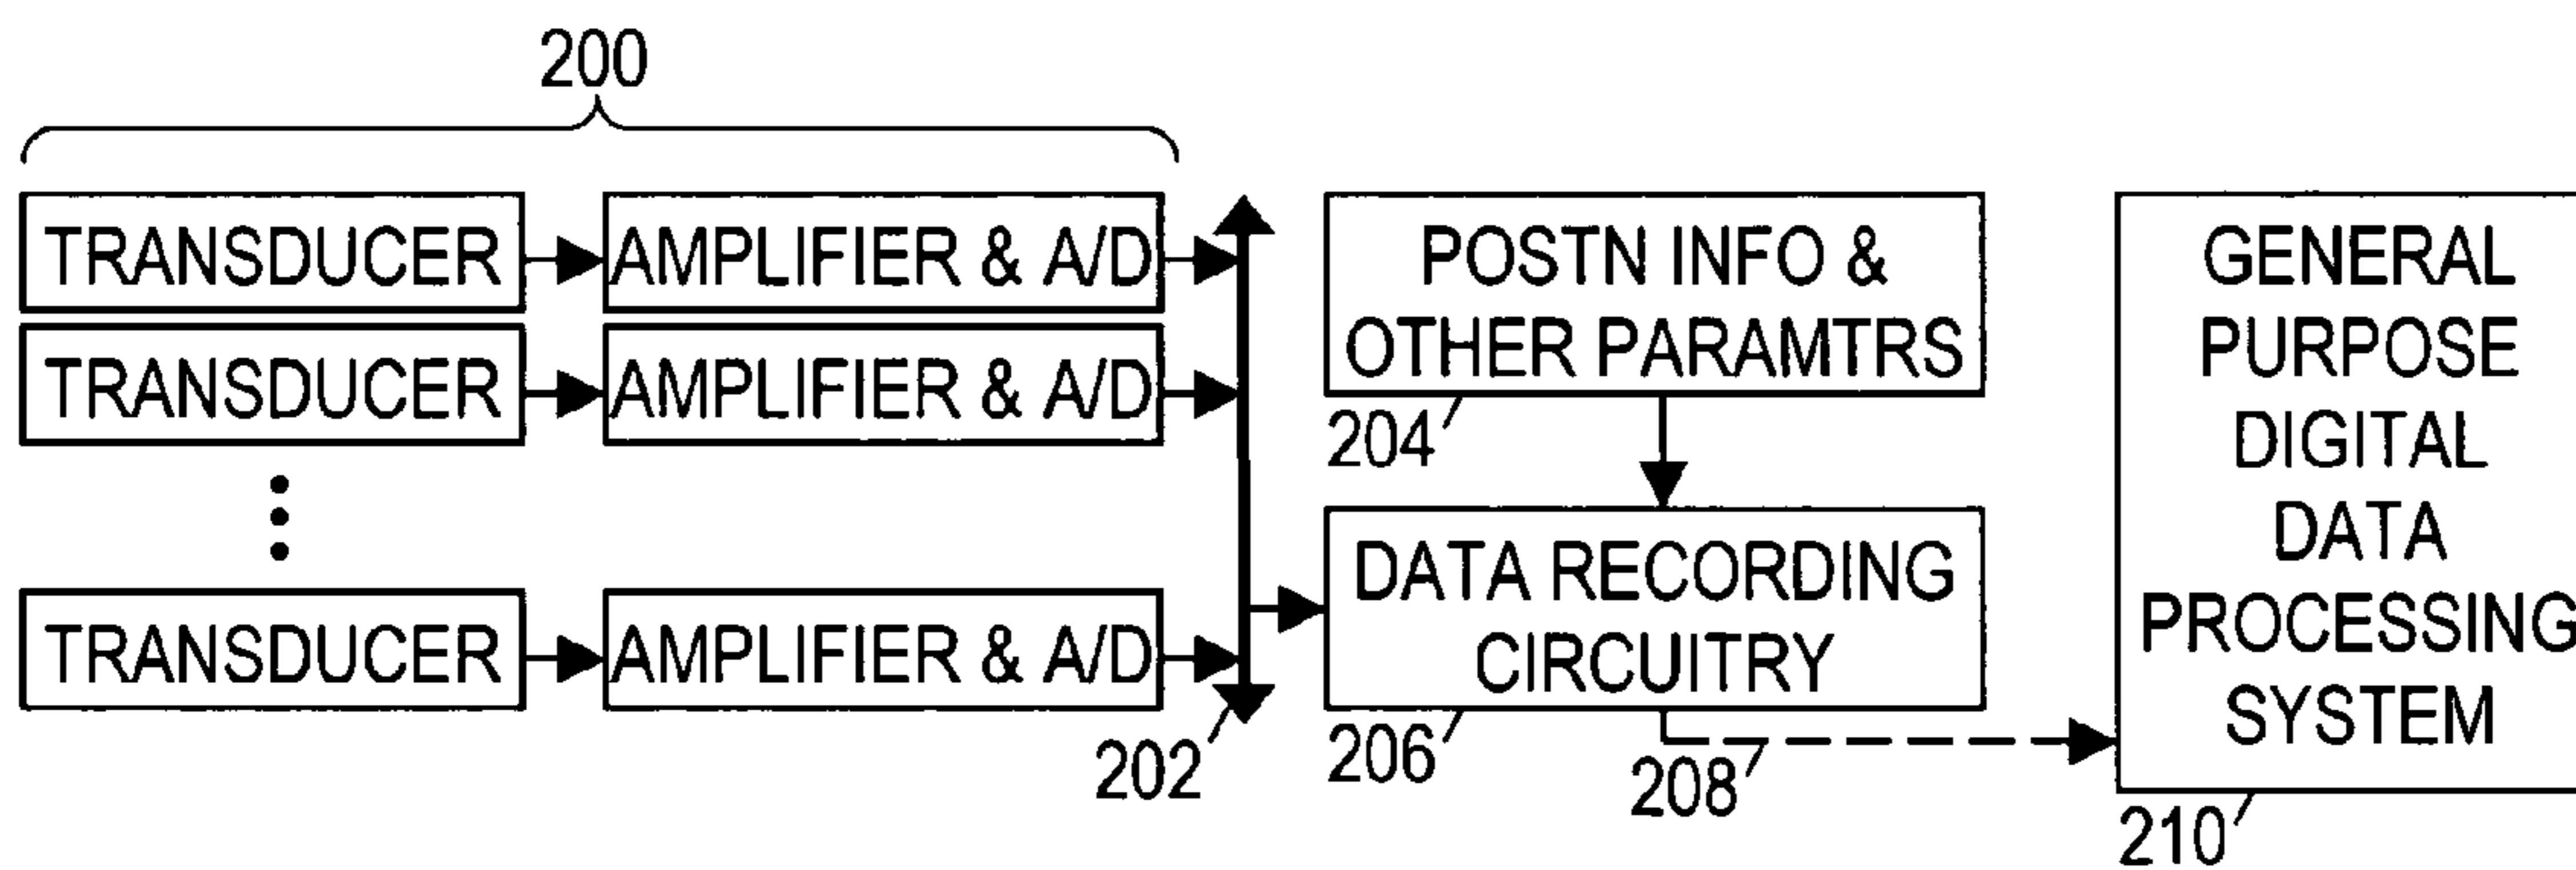 200
TRANSDUCER
AMPLIFIER & A/D
TRANSDUCER
AMPLIFIER & A/D
TRANSDUCER
AMPLIFIER & A/D
202
POSTN INFO &
OTHER PARAMTRS
204
DATA RECORDING
CIRCUITRY
206
208
GENERAL
PURPOSE
DIGITAL
DATA
PROCESSING
SYSTEM
210